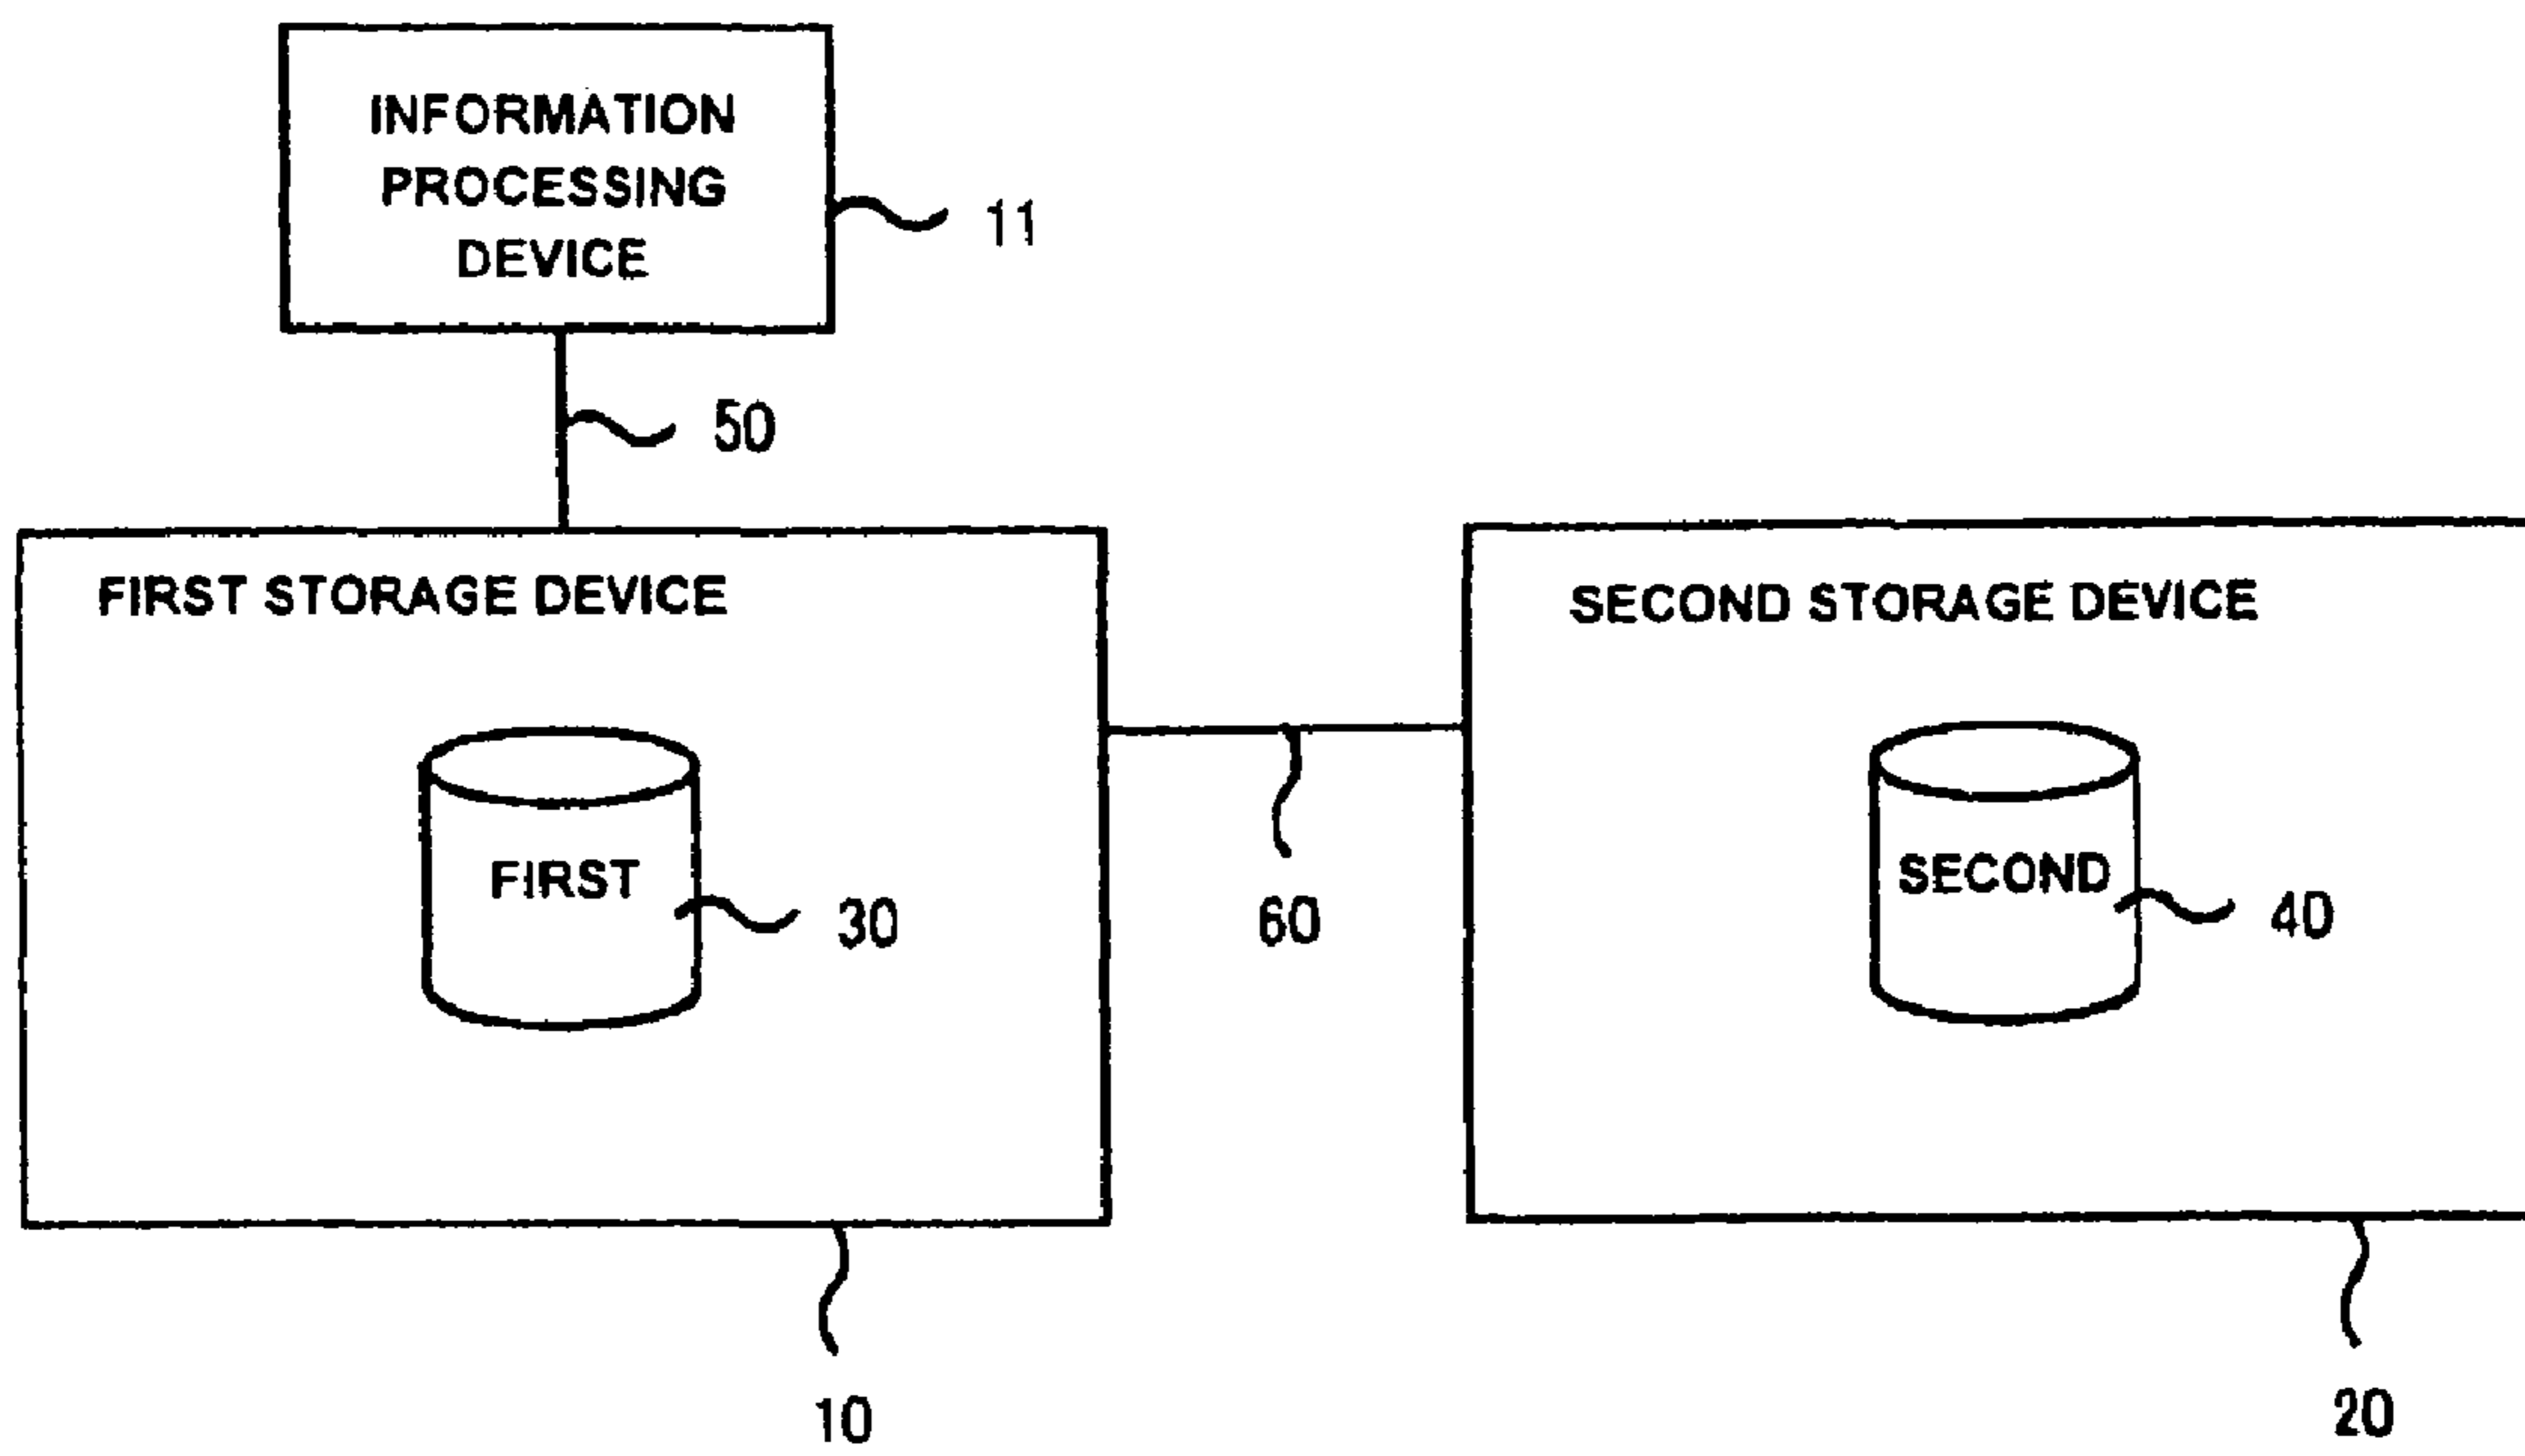 INFORMATION
PROCESSING
DEVICE
11
50
FIRST STORAGE DEVICE
SECOND STORAGE DEVICE
FIRST
30
60
SECOND
40
10
20